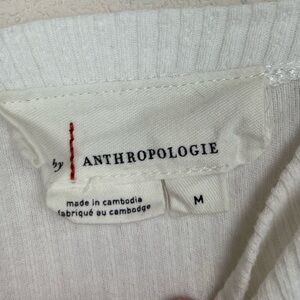 by ANTHROPOLOGIE
made in cambodia
fabriqué au cambodge
M